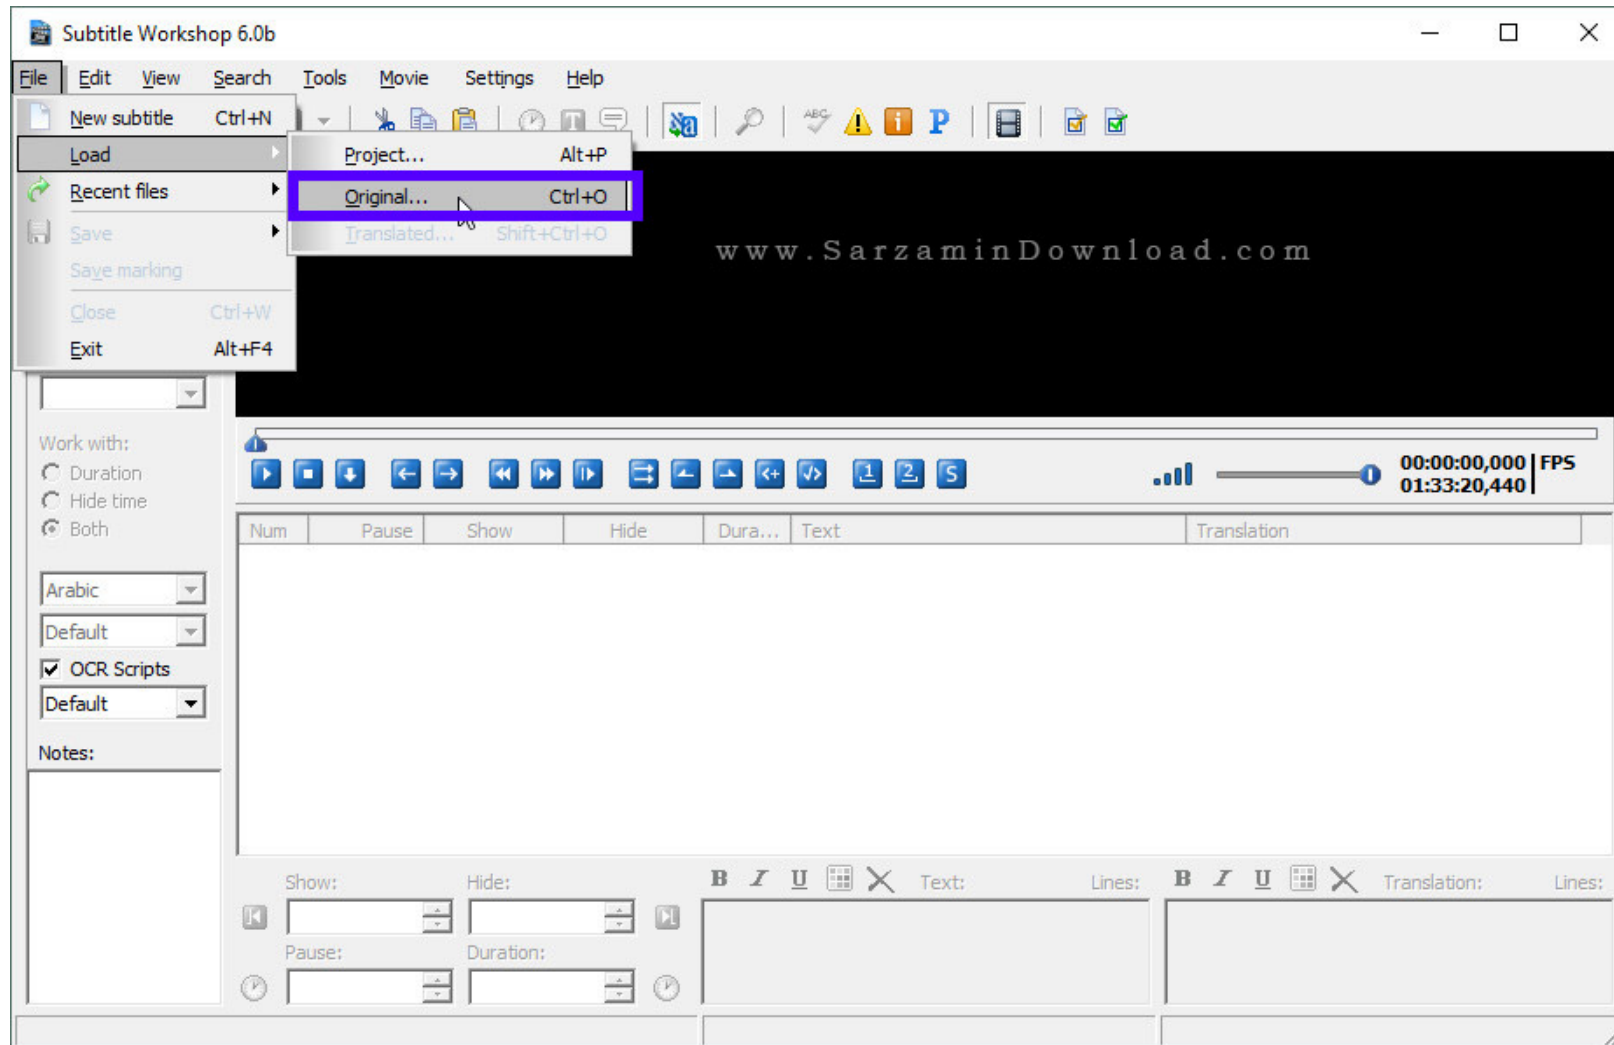 Subtitle Workshop 6.0b
File Edit View Search Tools Movie Settings Help
New subtitle Ctrl+N
Load
Recent files
Save
Save marking
Close Ctrl+W
Exit Alt+F4
Project... Alt+P
Original... Ctrl+O
Translated... Shift+Ctrl+O
ABC
www.SarzaminDownload.com
Work with:
Duration
Hide time
Both
Arabic
Default
OCR Scripts
Default
Notes:
00:00:00,000 FPS
01:33:20,440
Num Pause Show Hide Dura... Text Translation
Show: Hide:
Pause: Duration:
B I U Text: Lines:
B I U Translation: Lines: